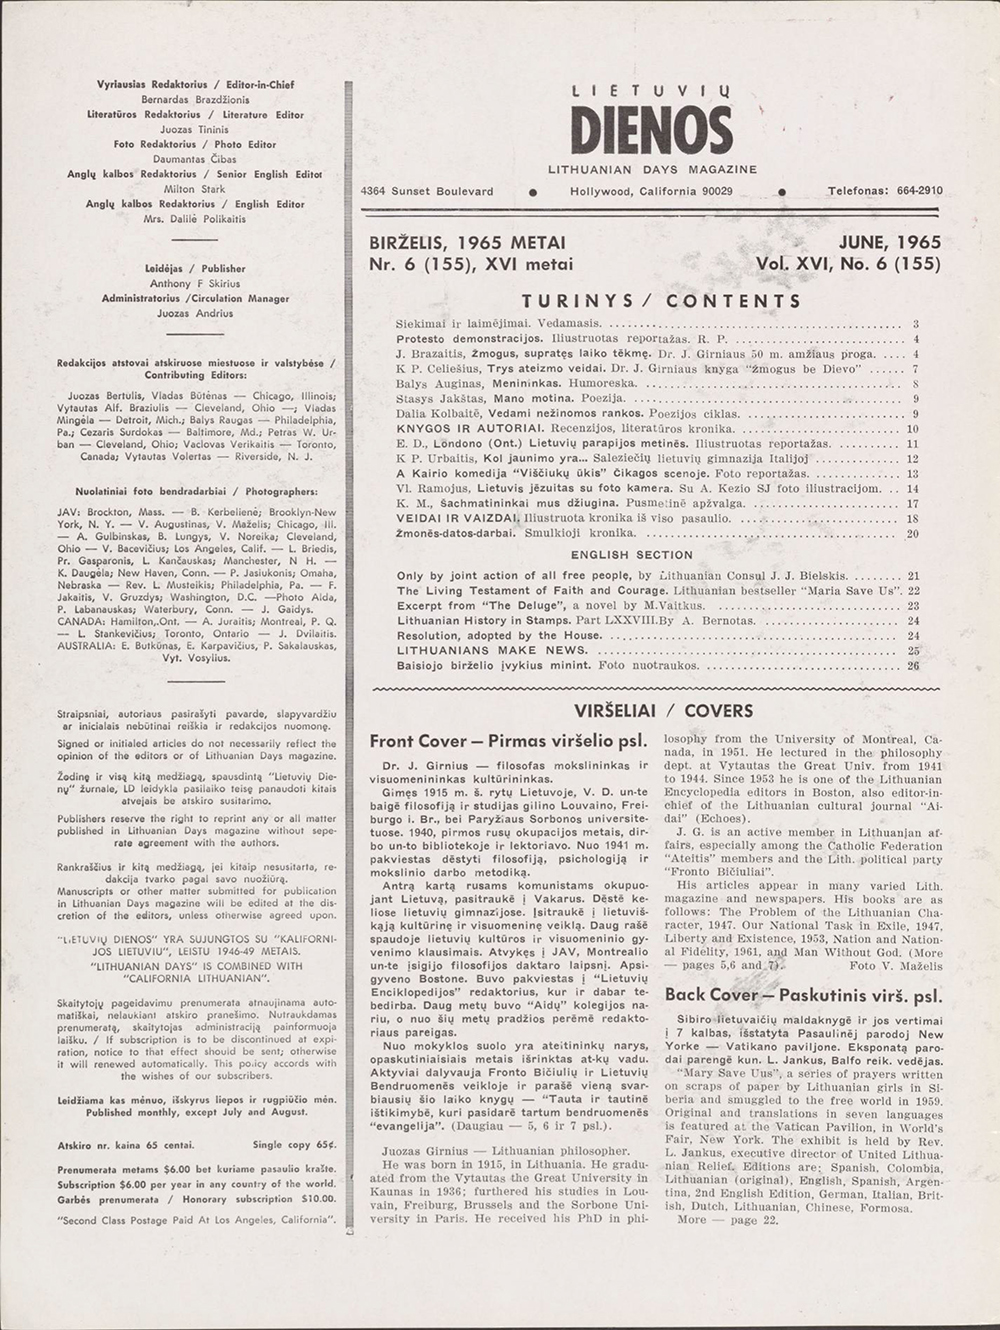 Vyriausias Redaktorius / Editor-in-Chief
Bernardas Brazdžionis
Literatūros Redaktorius / Literature Editor
Juozas Tininis
Foto Redaktorius / Photo Editor
Daumantas Čibas
Anglų kalbos Redaktorius / Senior English Editor
Milton Stark
Anglų kalbos Redaktorius / English Editor
Mrs. Dalilė Polikaitis
Leidėjas / Publisher
Anthony F Skirius
Administratorius /Circulation Manager
Juozas Andrius
Redakcijos atstovai atskiruose miestuose ir valstybėse /
Contributing Editors:
Juozas Bertulis, Vladas Būtėnas — Chicago, Illinois;
Vytautas Alf. Braziulis — Cleveland, Ohio —; Vladas
Mingėla — Detroit, Mich.; Balys Raugas — Philadelphia,
Pa.; Cezaris Surdokas — Baltimore, Md.; Petras W. Ur-
ban — Cleveland, Ohio; Vaclovas Verikaitis — Toronto,
Canada; Vytautas Volertas — Riverside, N. J.
Nuolatiniai foto bendradarbiai / Photographers:
JAV: Brockton, Mass. — B. Kerbelienė; Brooklyn-New
York, N. Y. — V. Augustinas, V. Maželis; Chicago, Ill.
— A. Gulbinskas, B. Lungys, V. Noreika; Cleveland,
Ohio — V. Bacevičius; Los Angeles, Calif. — L. Briedis,
Pr. Gasparonis, L. Kančauskas; Manchester, N H. —
K. Daugėla; New Haven, Conn. — P. Jasiukonis; Omaha,
Nebraska — Rev. L. Musteikis; Philadelphia, Pa. — F.
Jakaitis, V. Gruzdys; Washington, D.C. —Photo Alda,
P. Labanauskas; Waterbury, Conn. — J. Gaidys.
CANADA: Hamilton,.Ont. — A. Juraitis; Montreal, P. Q.
— L. Stankevičius; Toronto, Ontario — J. Dvilaitis.
AUSTRALIA: E. Butkūnas, E. Karpavičius, P. Sakalauskas,
Vyt. Vosylius.
Straipsniai, autoriaus pasirašyti pavarde, slapyvardžiu
ar inicialais nebūtinai reiškia ir redakcijos nuomonę.
Signed or initialed articles do not necessarily reflect the
opinion of the editors or of Lithuanian Days magazine.
Žodinę ir visą kitą medžiagą, spausdintą "Lietuvių Die-
nų" žurnale, LD leidykla pasilaiko teisę panaudoti kitais
atvejais be atskiro susitarimo.
Publishers reserve the right to reprint any or all matter
published in Lithuanian Days magazine without sepe-
rate agreement with the authors.
Rankraščius ir kitą medžiagą, jei kitaip nesusitarta, re-
dakcija tvarko pagal savo nuožiūrą.
Manuscripts or other matter submitted for publication
in Lithuanian Days magazine will be edited at the dis-
cretion of the editors, unless otherwise agreed upon.
"LIETUVIŲ DIENOS" YRA SUJUNGTOS SU "KALIFORNI-
JOS LIETUVIU", LEISTU 1946-49 METAIS.
"LITHUANIAN DAYS" IS COMBINED WITH
"CALIFORNIA LITHUANIAN".
Skaitytojų pageidavimu prenumerata atnaujinama auto-
matiškai, nelaukiant atskiro pranešimo. Nutraukdamas
prenumeratą, skaitytojas administraciją painformuoja
laišku. / If subscription is to be discontinued at expi-
ration, notice to that effect should be sent; otherwise
it will renewed automatically. This policy accords with
the wishes of our subscribers.
Leidžiama kas mėnuo, išskyrus liepos ir rugpiūčio mėn.
Published monthly, except July and August.
Atskiro nr. kaina 65 centai. Single copy 65¢.
Prenumerata metams $6.00 bet kuriame pasaulio krašte.
Subscription $6.00 per year in any country of the world.
Garbės prenumerata / Honorary subscription $10.00.
"Second Class Postage Paid At Los Angeles, California".
LIETUVIŲ
DIENOS
LITHUANIAN DAYS MAGAZINE
4364 Sunset Boulevard ● Hollywood, California 90029 ● Telefonas: 664-2910
BIRŽELIS, 1965 METAI JUNE, 1965
Nr. 6 (155), XVI metai Vol. XVI, No. 6 (155)
TURINYS / CONTENTS
Siekimai ir laimėjimai. Vedamasis. 3
Protesto demonstracijos. Iliustruotas reportažas. R. P. 4
J. Brazaitis, Žmogus, supratęs laiko tėkmę. Dr. J. Girniaus 50 m. amžiaus proga. 4
K P. Celiešius, Trys ateizmo veidai. Dr. J. Girniaus knyga "Žmogus be Dievo" 7
Balys Auginas, Menininkas. Humoreska. 8
Stasys Jakštas, Mano motina. Poezija. 9
Dalia Kolbaitė, Vedami nežinomos rankos. Poezijos ciklas. 9
KNYGOS IR AUTORIAI. Recenzijos, literatūros kronika. 10
E. D., Londono (Ont.) Lietuvių parapijos metinės. Iliustruotas reportažas. 11
K P. Urbaitis, Kol jaunimo yra... Saleziečių lietuvių gimnazija Italijoj 12
A Kairio komedija "Viščiukų ūkis" Čikagos scenoje. Foto reportažas. 13
Vl. Ramojus, Lietuvis jėzuitas su foto kamera. Su A. Kezio SJ foto iliustracijom. 14
K. M., Šachmatininkai mus džiugina. Pusmetinė apžvalga. 17
VEIDAI IR VAIZDAI. Iliustruota kronika iš viso pasaulio. 18
Žmonės-datos-darbai. Smulkioji kronika. 20
ENGLISH SECTION
Only by joint action of all free people, by Lithuanian Consul J. J. Bielskis. 21
The Living Testament of Faith and Courage. Lithuanian bestseller "Maria Save Us". 22
Excerpt from "The Deluge", a novel by M.Vaitkus. 23
Lithuanian History in Stamps. Part LXXVIII.By A. Bernotas. 24
Resolution, adopted by the House. 24
LITHUANIANS MAKE NEWS. 25
Baisiojo birželio įvykius minint. Foto nuotraukos. 26
VIRŠELIAI / COVERS
Front Cover — Pirmas viršelio psl.
Dr. J. Girnius — filosofas mokslininkas ir
visuomenininkas kultūrininkas.
Gimęs 1915 m. š. rytų Lietuvoje, V. D. un-te
baigė filosofiją ir studijas gilino Louvaino, Frei-
burgo i. Br., bei Paryžiaus Sorbonos universite-
tuose. 1940, pirmos rusų okupacijos metais, dir-
bo un-to bibliotekoje ir lektoriavo. Nuo 1941 m.
pakviestas dėstyti filosofiją, psichologiją ir
mokslinio darbo metodiką.
Antrą kartą rusams komunistams okupuo-
jant Lietuvą, pasitraukė į Vakarus. Dėstė ke-
liose lietuvių gimnazijose. Įsitraukė į lietuviš-
kąją kultūrinę ir visuomeninę veiklą. Daug rašė
spaudoje lietuvių kultūros ir visuomeninio gy-
venimo klausimais. Atvykęs į JAV, Montrealio
un-te įsigijo filosofijos daktaro laipsnį. Apsi-
gyveno Bostone. Buvo pakviestas į "Lietuvių
Enciklopedijos" redaktorius, kur ir dabar te-
bedirba. Daug metų buvo "Aidų" kolegijos na-
riu, o nuo šių metų pradžios perėmė redakto-
riaus pareigas.
Nuo mokyklos suolo yra ateitininkų narys,
opaskutiniaisiais metais išrinktas at-kų vadu.
Aktyviai dalyvauja Fronto Bičiulių ir Lietuvių
Bendruomenės veikloje ir parašė vieną svar-
biausių šio laiko knygų — "Tauta ir tautinė
ištikimybė, kuri pasidarė tartum bendruomenės
"evangelija". (Daugiau — 5, 6 ir 7 psl.).
Juozas Girnius — Lithuanian philosopher.
He was born in 1915, in Lithuania. He gradu-
ated from the Vytautas the Great University in
Kaunas in 1936; furthered his studies in Lou-
vain, Freiburg, Brussels and the Sorbone Uni-
versity in Paris. He received his PhD in phi-
losophy from the University of Montreal, Ca-
nada, in 1951. He lectured in the philosophy
dept. at Vytautas the Great Univ. from 1941
to 1944. Since 1953 he is one of the Lithuanian
Encyclopedia editors in Boston, also editor-in-
chief of the Lithuanian cultural journal "Ai-
dai" (Echoes).
J. G. is an active member in Lithuanian af-
fairs, especially among the Catholic Federation
"Ateitis" members and the Lith. political party
"Fronto Bičiuliai".
His articles appear in many varied Lith.
magazine and newspapers. His books are as
follows: The Problem of the Lithuanian Cha-
racter, 1947. Our National Task in Exile, 1947,
Liberty and Existence, 1953, Nation and Nation-
al Fidelity, 1961, and Man Without God. (More
— pages 5,6 and 7). Foto V. Maželis
Back Cover — Paskutinis virš. psl.
Sibiro lietuvaičių maldaknygė ir jos vertimai
į 7 kalbas, išstatyta Pasaulinėj parodoj New
Yorke — Vatikano paviljone. Eksponatą paro-
dai parengė kun. L. Jankus, Balfo reik. vedėjas.
"Mary Save Uus", a series of prayers written
on scraps of paper by Lithuanian girls in Si-
beria and smuggled to the free world in 1959.
Original and translations in seven languages
is featured at the Vatican Pavilion, in World's
Fair, New York. The exhibit is held by Rev.
L. Jankus, executive director of United Lithua-
nian Relief. Editions are: Spanish, Colombia,
Lithuanian (original), English, Spanish, Argen-
tina, 2nd English Edition, German, Italian, Brit-
ish, Dutch, Lithuanian, Chinese, Formosa.
More — page 22.